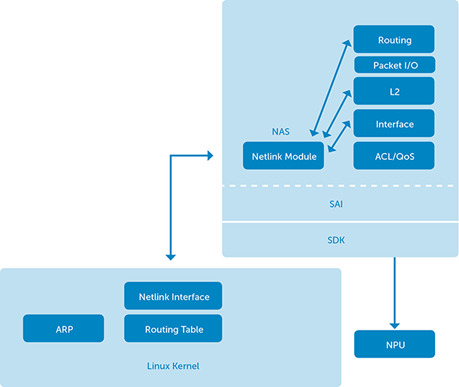 Routing
Packet I/O
L2
Interface
NAS
Netlink Module
ACL/QoS
SAI
SDK
Netlink Interface
ARP
Routing Table
NPU
Linux Kernel